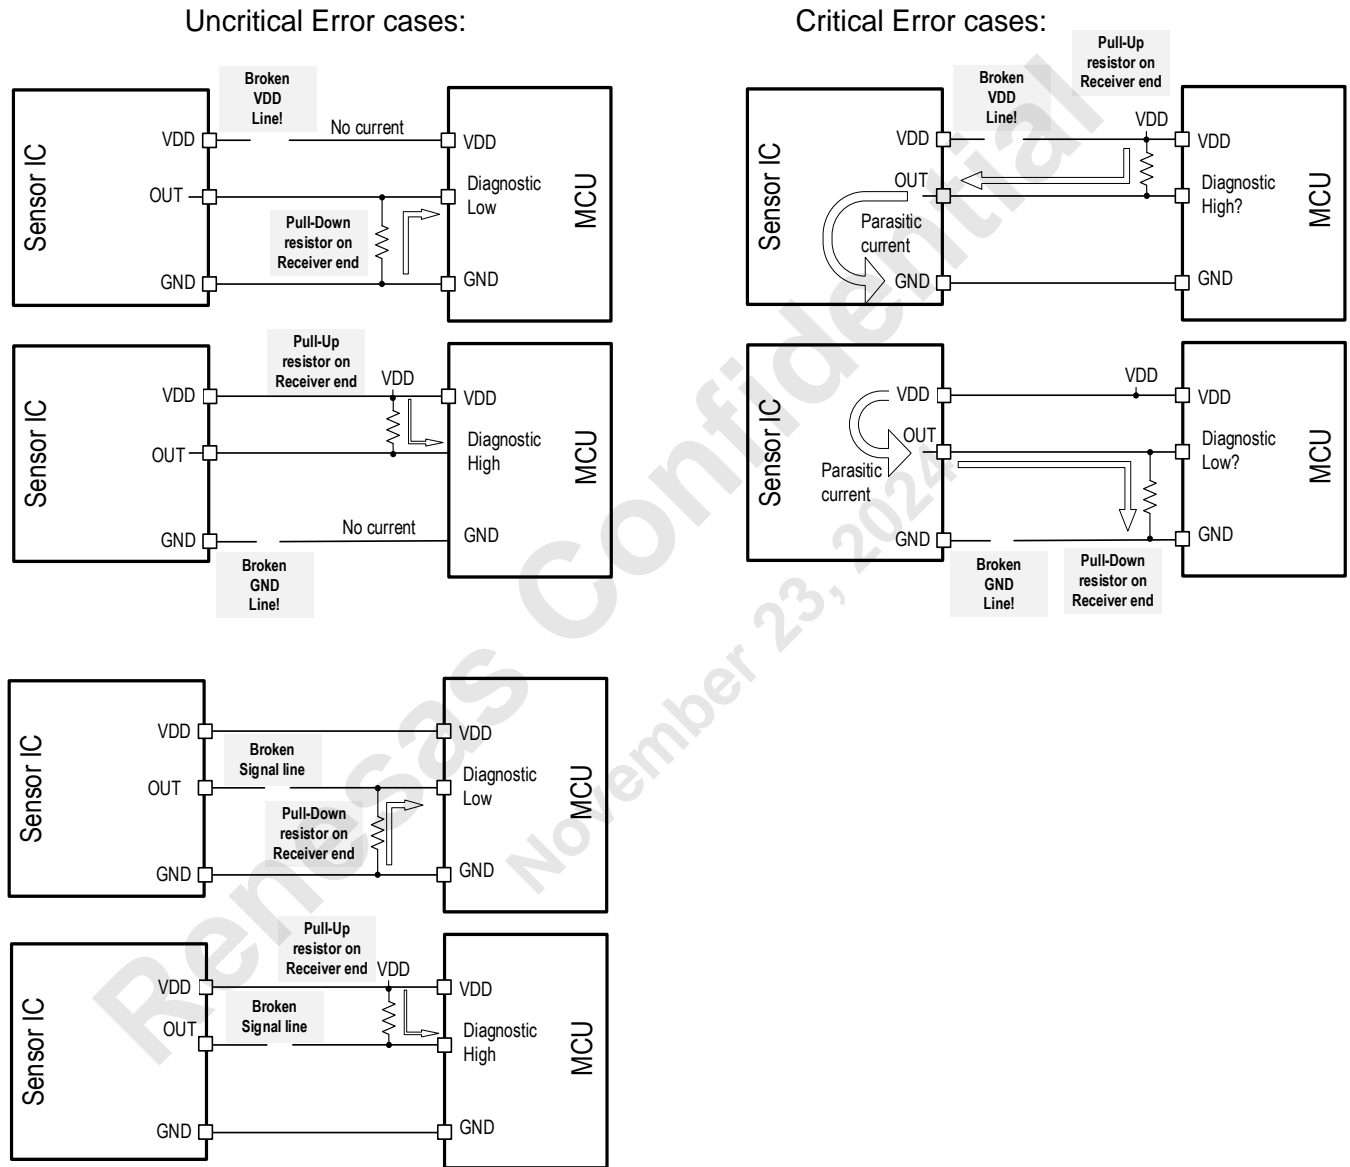 Uncritical Error cases:
Critical Error cases:
Broken
VDD
Line!
No current
VDD
VDD
OUT
Diagnostic
Low
Pull-Down
resistor on
Receiver end
GND
GND
Sensor IC
MCU
Pull-Up
resistor on
Receiver end
Broken
VDD
Line!
VDD
VDD
VDD
OUT
Diagnostic
High?
Parasitic
current
GND
GND
Sensor IC
MCU
Pull-Up
resistor on
Receiver end
VDD
VDD
VDD
OUT
Diagnostic
High
No current
GND
GND
Broken
GND
Line!
Sensor IC
MCU
VDD
VDD
VDD
OUT
Diagnostic
Low?
Parasitic
current
GND
GND
Broken
GND
Line!
Pull-Down
resistor on
Receiver end
Sensor IC
MCU
VDD
VDD
Broken
Signal line
OUT
Diagnostic
Low
Pull-Down
resistor on
Receiver end
GND
GND
Sensor IC
MCU
Pull-Up
resistor on
Receiver end
VDD
VDD
VDD
Broken
Signal line
OUT
Diagnostic
High
GND
GND
Sensor IC
MCU
Renesas Confidential
November 23, 2024